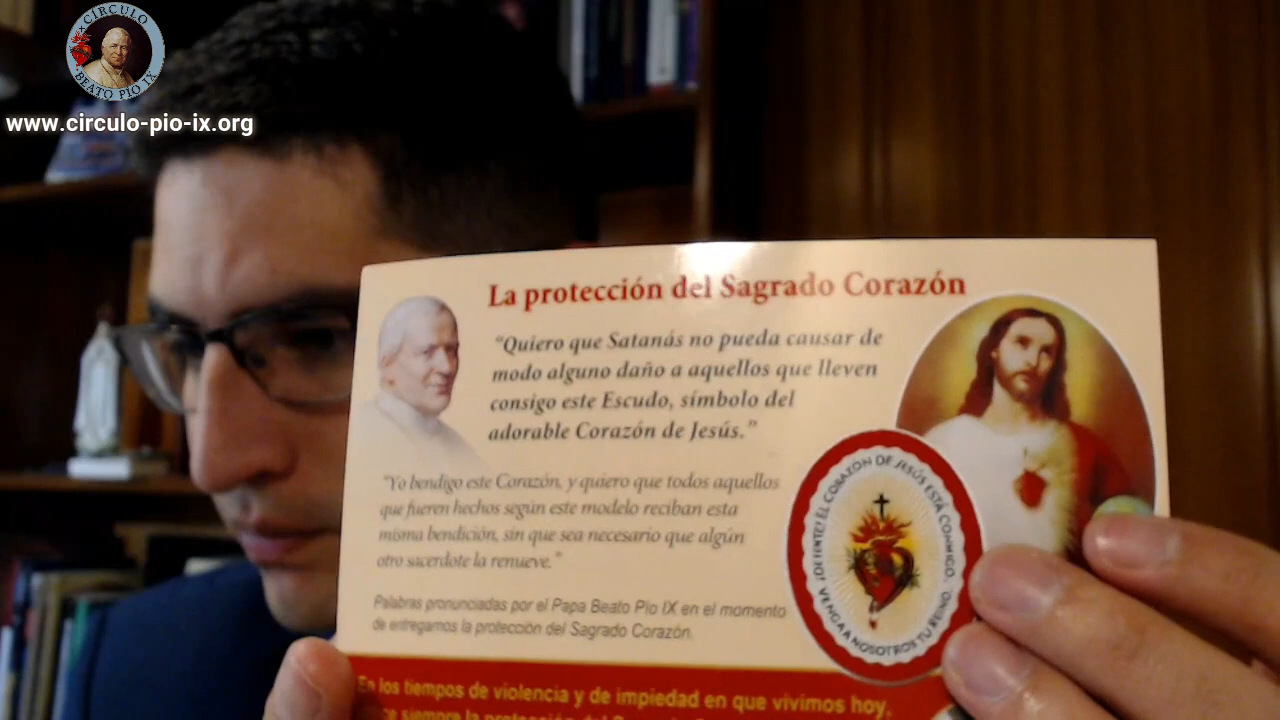 CIRCULO
BEATO PIO IX
www.circulo-pio-ix.org
La protección del Sagrado Corazón
“Quiero que Satanás no pueda causar de
modo alguno daño a aquellos que lleven
consigo este Escudo, símbolo del
adorable Corazón de Jesús.”
“Yo bendigo este Corazón, y quiero que todos aquellos
que fueren hechos según este modelo reciban esta
misma bendición, sin que sea necesario que algún
otro sacerdote la renueve.”
Palabras pronunciadas por el Papa Beato Pio IX en el momento
de entregarnos la protección del Sagrado Corazón.
¡DETENTE! EL CORAZON DE JESÚS ESTÁ CONMIGO.
VENGA A NOSOTROS TU REINO.
En los tiempos de violencia y de impiedad en que vivimos hoy,
siempre la protección del